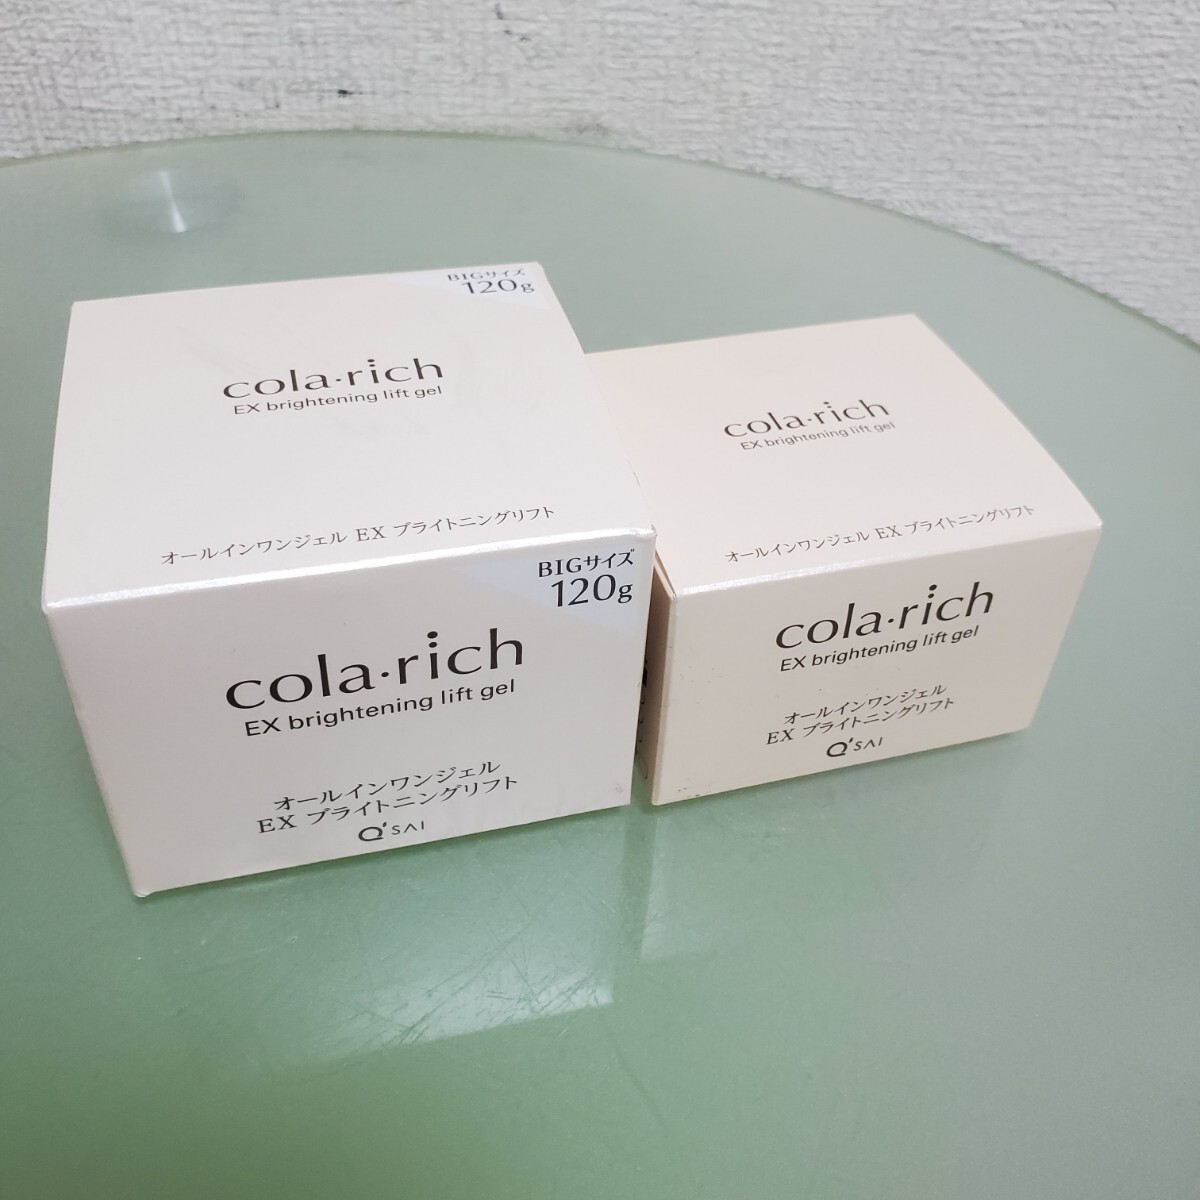 BIGサイズ
120g
cola·rich
EX brightening lift gel
オールインワンジェル EX ブライトニングリフト
BIGサイズ
120g
cola·rich
EX brightening lift gel
オールインワンジェル
EX ブライトニングリフト
Q'SAI
cola·rich
EX brightening lift gel
オールインワンジェル EX ブライトニングリフト
cola·rich
EX brightening lift gel
オールインワンジェル
EX ブライトニングリフト
Q'SAI